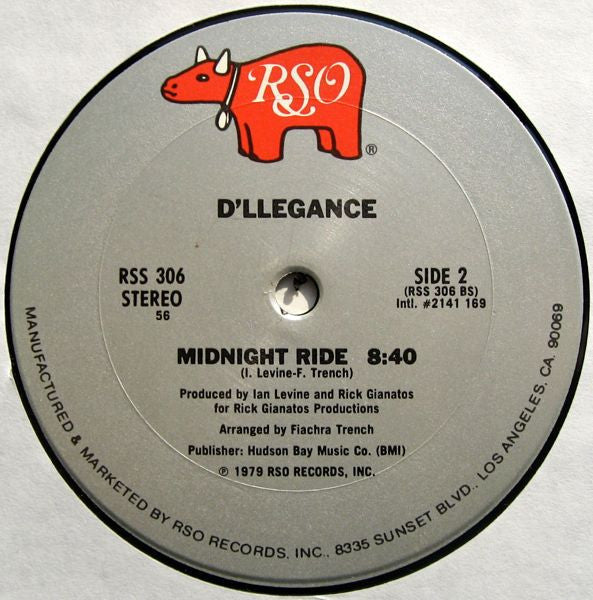 RSO
®
D'LLEGANCE
RSS 306
STEREO
56
SIDE 2
(RSS 306 BS)
Intl. #2141 169
MIDNIGHT RIDE 8:40
(I. Levine-F. Trench)
Produced by Ian Levine and Rick Gianatos
for Rick Gianatos Productions
Arranged by Fiachra Trench
Publisher: Hudson Bay Music Co. (BMI)
℗ 1979 RSO RECORDS, INC.
MANUFACTURED & MARKETED BY RSO RECORDS, INC., 8335 SUNSET BLVD., LOS ANGELES, CA. 90069